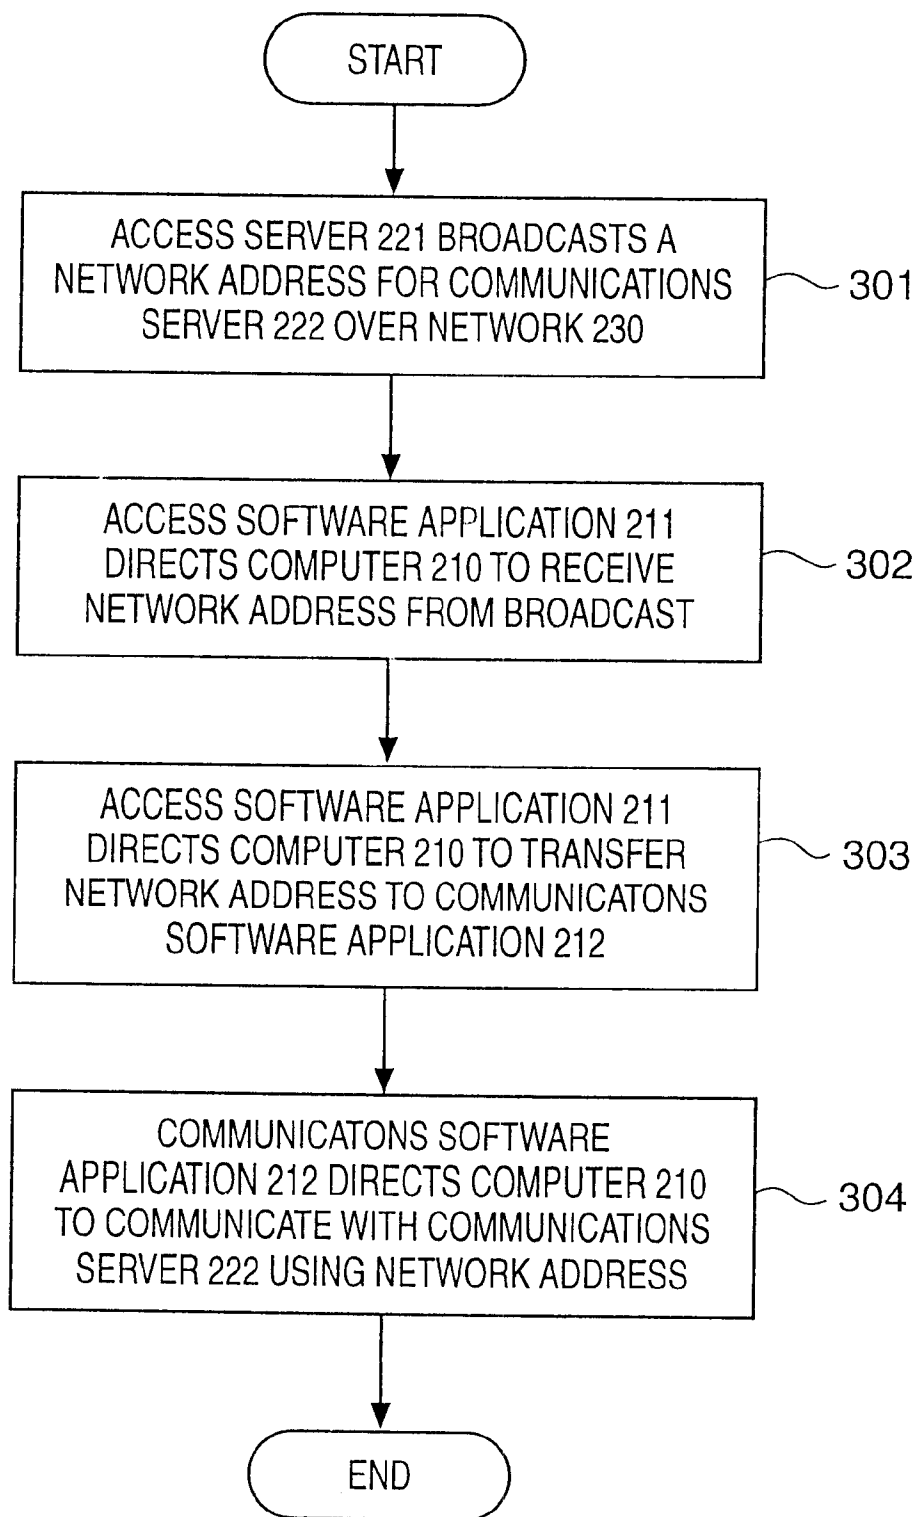 START
ACCESS SERVER 221 BROADCASTS A
NETWORK ADDRESS FOR COMMUNICATIONS
SERVER 222 OVER NETWORK 230
301
ACCESS SOFTWARE APPLICATION 211
DIRECTS COMPUTER 210 TO RECEIVE
NETWORK ADDRESS FROM BROADCAST
302
ACCESS SOFTWARE APPLICATION 211
DIRECTS COMPUTER 210 TO TRANSFER
NETWORK ADDRESS TO COMMUNICATONS
SOFTWARE APPLICATION 212
303
COMMUNICATONS SOFTWARE
APPLICATION 212 DIRECTS COMPUTER 210
TO COMMUNICATE WITH COMMUNICATIONS
SERVER 222 USING NETWORK ADDRESS
304
END